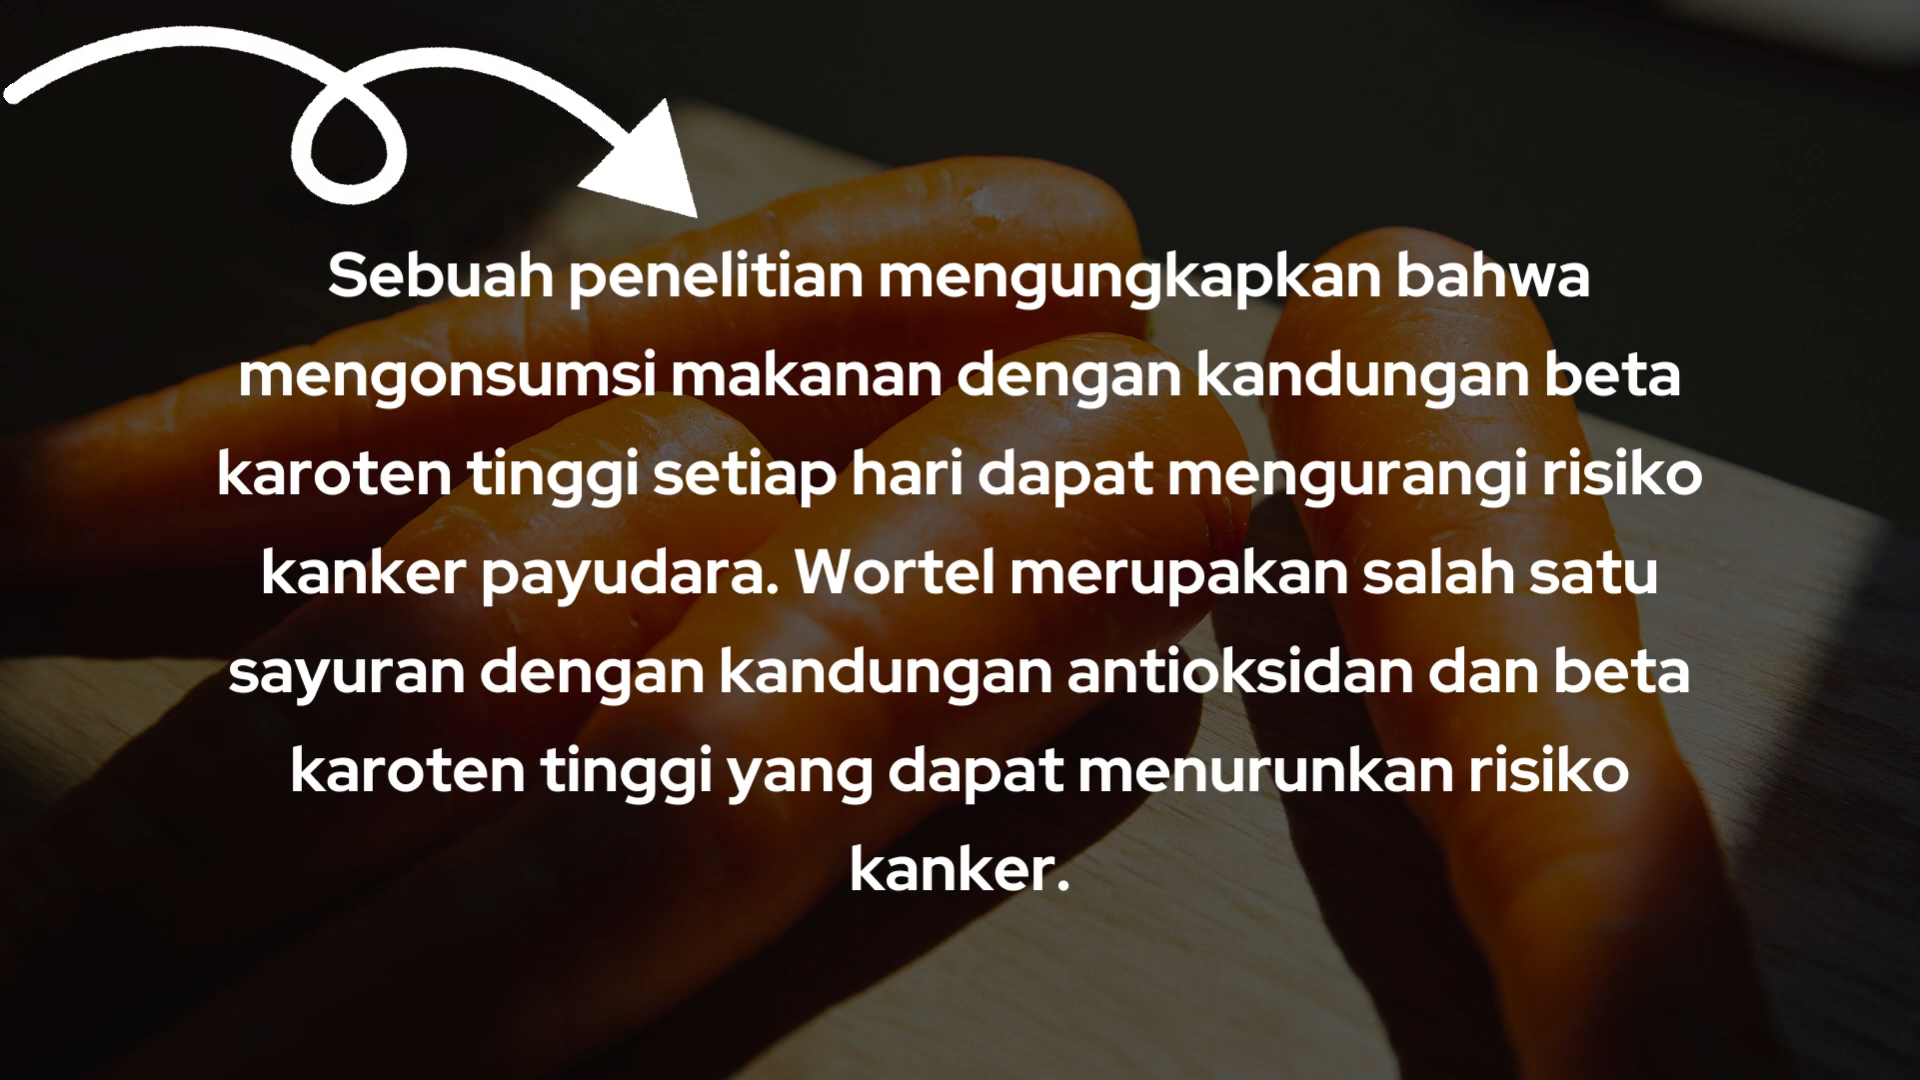 Sebuah penelitian mengungkapkan bahwa
mengonsumsi makanan dengan kandungan beta
karoten tinggi setiap hari dapat mengurangi risiko
kanker payudara. Wortel merupakan salah satu
sayuran dengan kandungan antioksidan dan beta
karoten tinggi yang dapat menurunkan risiko
kanker.